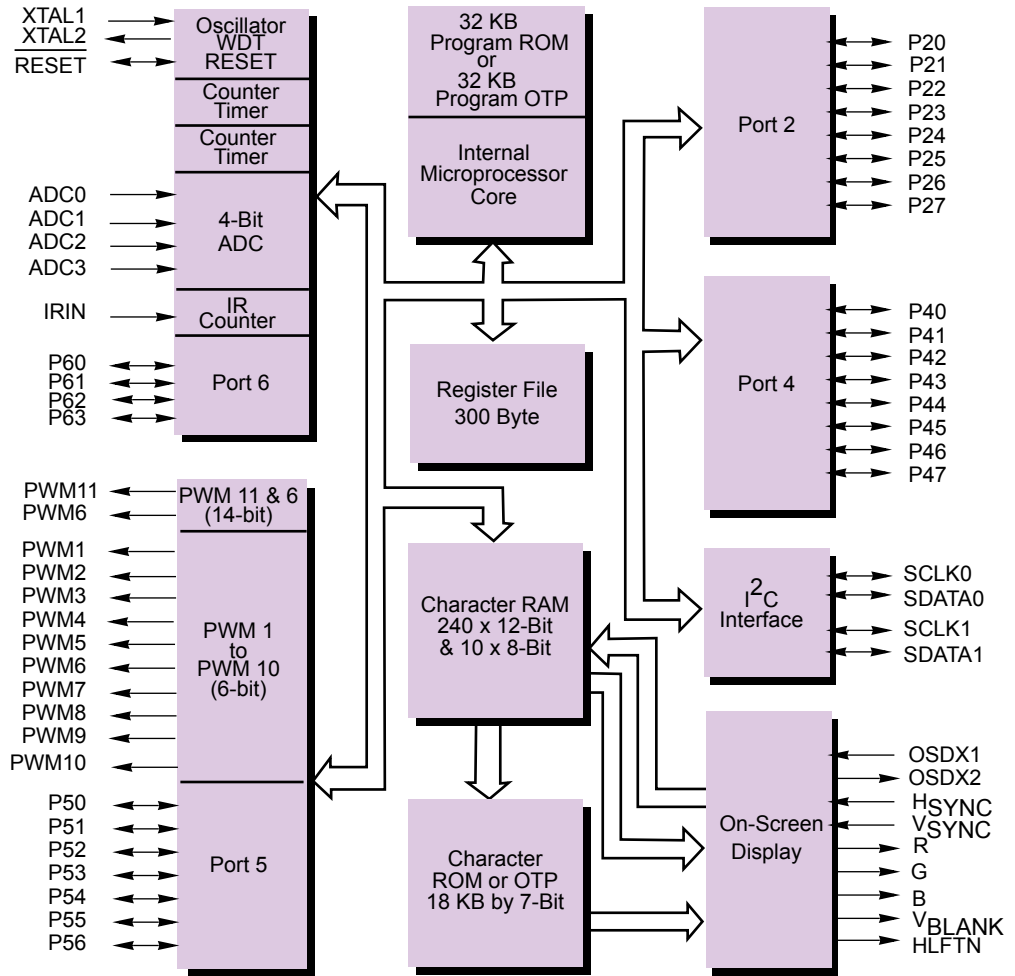 XTAL1
XTAL2
RESET
Oscillator
WDT
RESET
Counter
Timer
Counter
Timer
ADC0
ADC1
ADC2
ADC3
4-Bit
ADC
IRIN
IR
Counter
P60
P61
P62
P63
Port 6
32 KB
Program ROM
or
32 KB
Program OTP
Internal
Microprocessor
Core
Register File
300 Byte
Port 2
P20
P21
P22
P23
P24
P25
P26
P27
Port 4
P40
P41
P42
P43
P44
P45
P46
P47
PWM11
PWM6
PWM 11 & 6
(14-bit)
PWM1
PWM2
PWM3
PWM4
PWM5
PWM6
PWM7
PWM8
PWM9
PWM10
PWM 1
to
PWM 10
(6-bit)
P50
P51
P52
P53
P54
P55
P56
Port 5
Character RAM
240 x 12-Bit
& 10 x 8-Bit
Character
ROM or OTP
18 KB by 7-Bit
I2C
Interface
SCLK0
SDATA0
SCLK1
SDATA1
On-Screen
Display
OSDX1
OSDX2
HSYNC
VSYNC
R
G
B
VBLANK
HLFTN